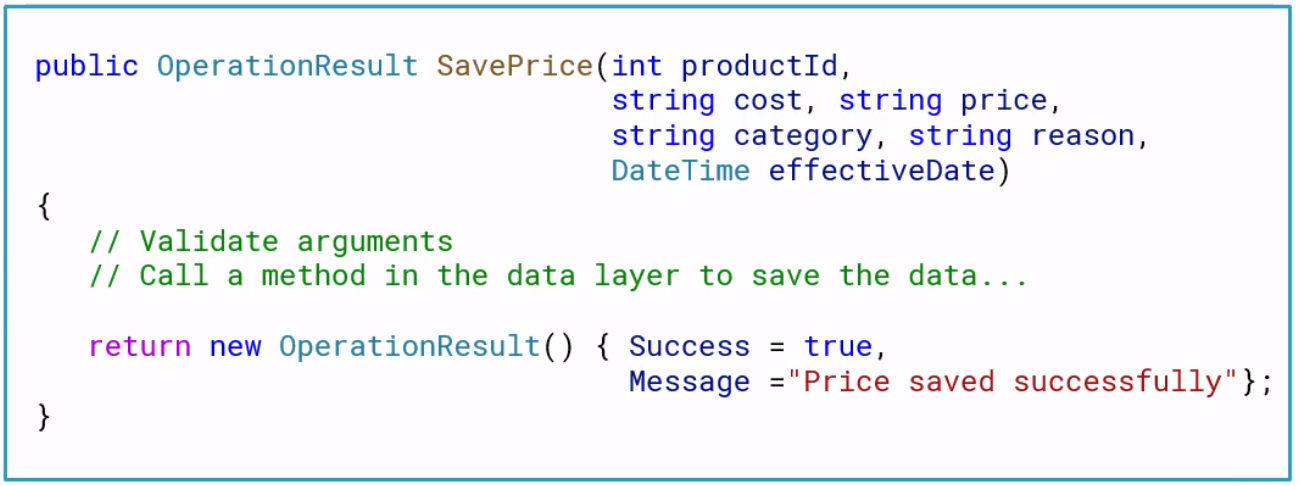 public OperationResult SavePrice(int productId,
                                 string cost, string price,
                                 string category, string reason,
                                 DateTime effectiveDate)
{
   // Validate arguments
   // Call a method in the data layer to save the data...
   return new OperationResult() { Success = true,
                                  Message ="Price saved successfully"};
}